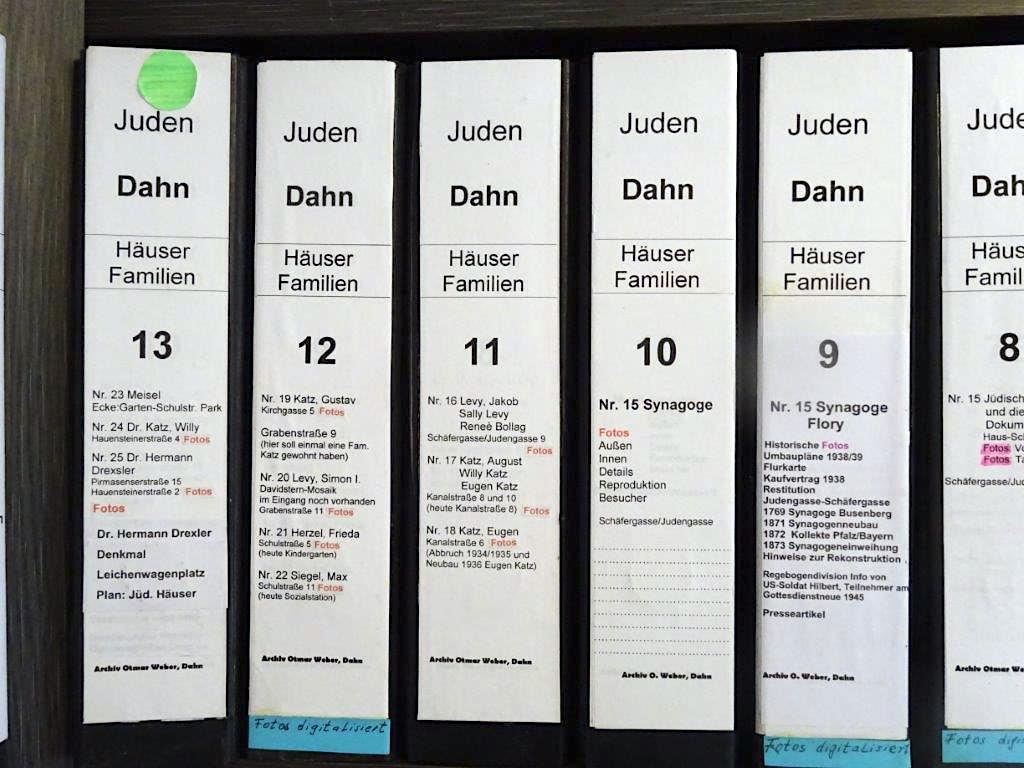 Juden
Dahn
Häuser
Familien
13
Nr. 23 Meisel
Ecke:Garten-Schulstr. Park
Nr. 24 Dr. Katz, Willy
Hauensteinerstraße 4 Fotos
Nr. 25 Dr. Hermann
Drexsler
Pirmasenserstraße 15
Hauensteinerstraße 2 Fotos
Fotos
Dr. Hermann Drexler
Denkmal
Leichenwagenplatz
Plan: Jüd. Häuser
Archiv Otmar Weber, Dahn
Juden
Dahn
Häuser
Familien
12
Nr. 19 Katz, Gustav
Kirchgasse 5 Fotos
Grabenstraße 9
(hier soll einmal eine Fam.
Katz gewohnt haben)
Nr. 20 Levy, Simon I.
Davidstern-Mosaik
im Eingang noch vorhanden
Grabenstraße 11 Fotos
Nr. 21 Herzel, Frieda
Schulstraße 5 Fotos
(heute Kindergarten)
Nr. 22 Siegel, Max
Schulstraße 11 Fotos
(heute Sozialstation)
Archiv Otmar Weber, Dahn
Fotos digitalisiert
Juden
Dahn
Häuser
Familien
11
Nr. 16 Levy, Jakob
Sally Levy
Reneè Bollag
Schäfergasse/Judengasse 9
Fotos
Nr. 17 Katz, August
Willy Katz
Eugen Katz
Kanalstraße 8 und 10
(heute Kanalstraße 8) Fotos
Nr. 18 Katz, Eugen
Kanalstraße 6 Fotos
(Abbruch 1934/1935 und
Neubau 1936 Eugen Katz)
Archiv Otmar Weber, Dahn
Juden
Dahn
Häuser
Familien
10
Nr. 15 Synagoge
Fotos
Außen
Innen
Details
Reproduktion
Besucher
Schäfergasse/Judengasse
Archiv O. Weber, Dahn
Juden
Dahn
Häuser
Familien
9
Nr. 15 Synagoge
Flory
Historische Fotos
Umbaupläne 1938/39
Flurkarte
Kaufvertrag 1938
Restitution
Judengasse-Schäfergasse
1769 Synagoge Busenberg
1871 Synagogenneubau
1872 Kollekte Pfalz/Bayern
1873 Synagogeneinweihung
Hinweise zur Rekonstruktion
Regebogendivision Info von
US-Soldat Hilbert, Teilnehmer am
Gottesdienstneue 1945
Presseartikel
Archiv O. Weber, Dahn
Fotos digitalisiert
Jude
Dah
Häus
Famil
8
Nr. 15 Jüdisch
und die
Dokum
Haus-Sc
Fotos Vo
Fotos Ta
Schäfergasse/Jud
Archiv Otmar We
Fotos digi